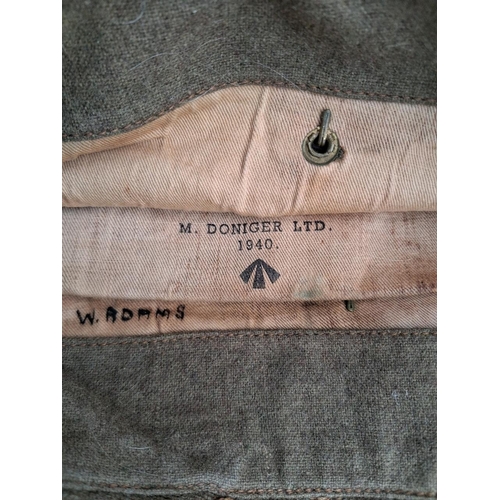 M. DONIGER LTD.
1940.
W. ADAMS